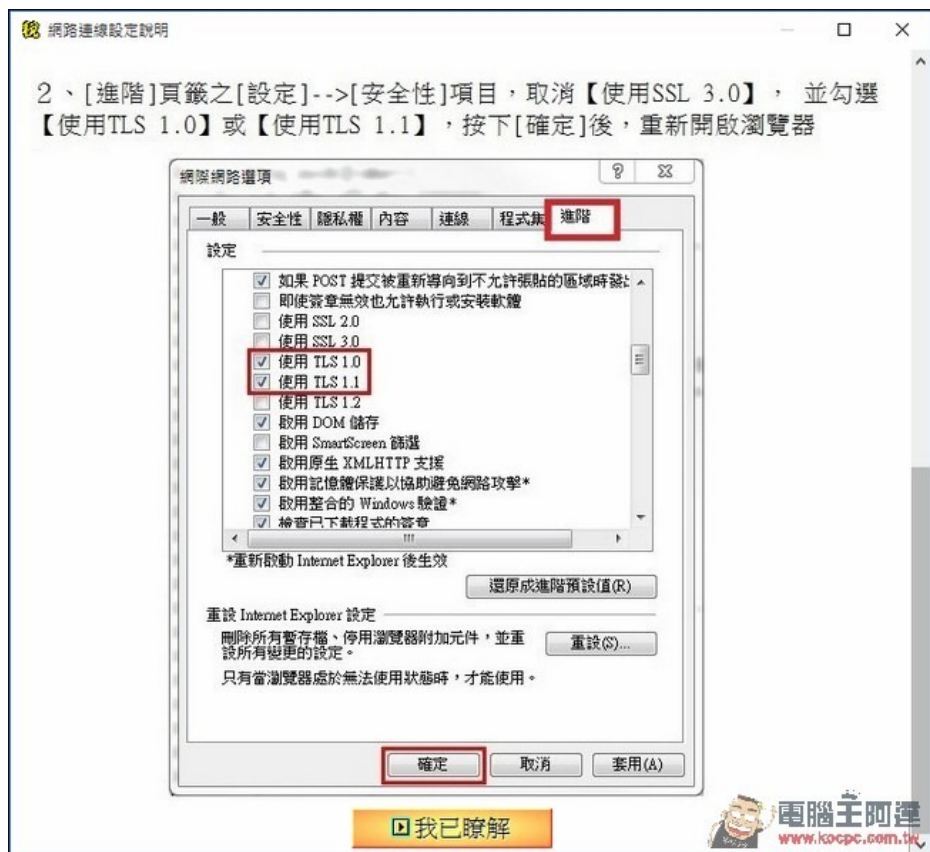 網路連線設定說明
2、[進階]頁籤之[設定]-->[安全性]項目，取消【使用SSL 3.0】， 並勾選
【使用TLS 1.0】或【使用TLS 1.1】，按下[確定]後，重新開啟瀏覽器
網際網路選項
一般 安全性 隱私權 內容 連線 程式集 進階
設定
如果 POST 提交被重新導向到不允許張貼的區域時發出
即使簽章無效也允許執行或安裝軟體
使用 SSL 2.0
使用 SSL 3.0
使用 TLS 1.0
使用 TLS 1.1
使用 TLS 1.2
啟用 DOM 儲存
啟用 SmartScreen 篩選
啟用原生 XMLHTTP 支援
啟用記憶體保護以協助避免網路攻擊*
啟用整合的 Windows 驗證*
檢查已下載程式的簽章
*重新啟動 Internet Explorer 後生效
還原成進階預設值(R)
重設 Internet Explorer 設定
刪除所有暫存檔、停用瀏覽器附加元件，並重
設所有變更的設定。
重設(S)...
只有當瀏覽器處於無法使用狀態時，才能使用。
確定 取消 套用(A)
我已瞭解
電腦王阿達
www.kocpc.com.tw